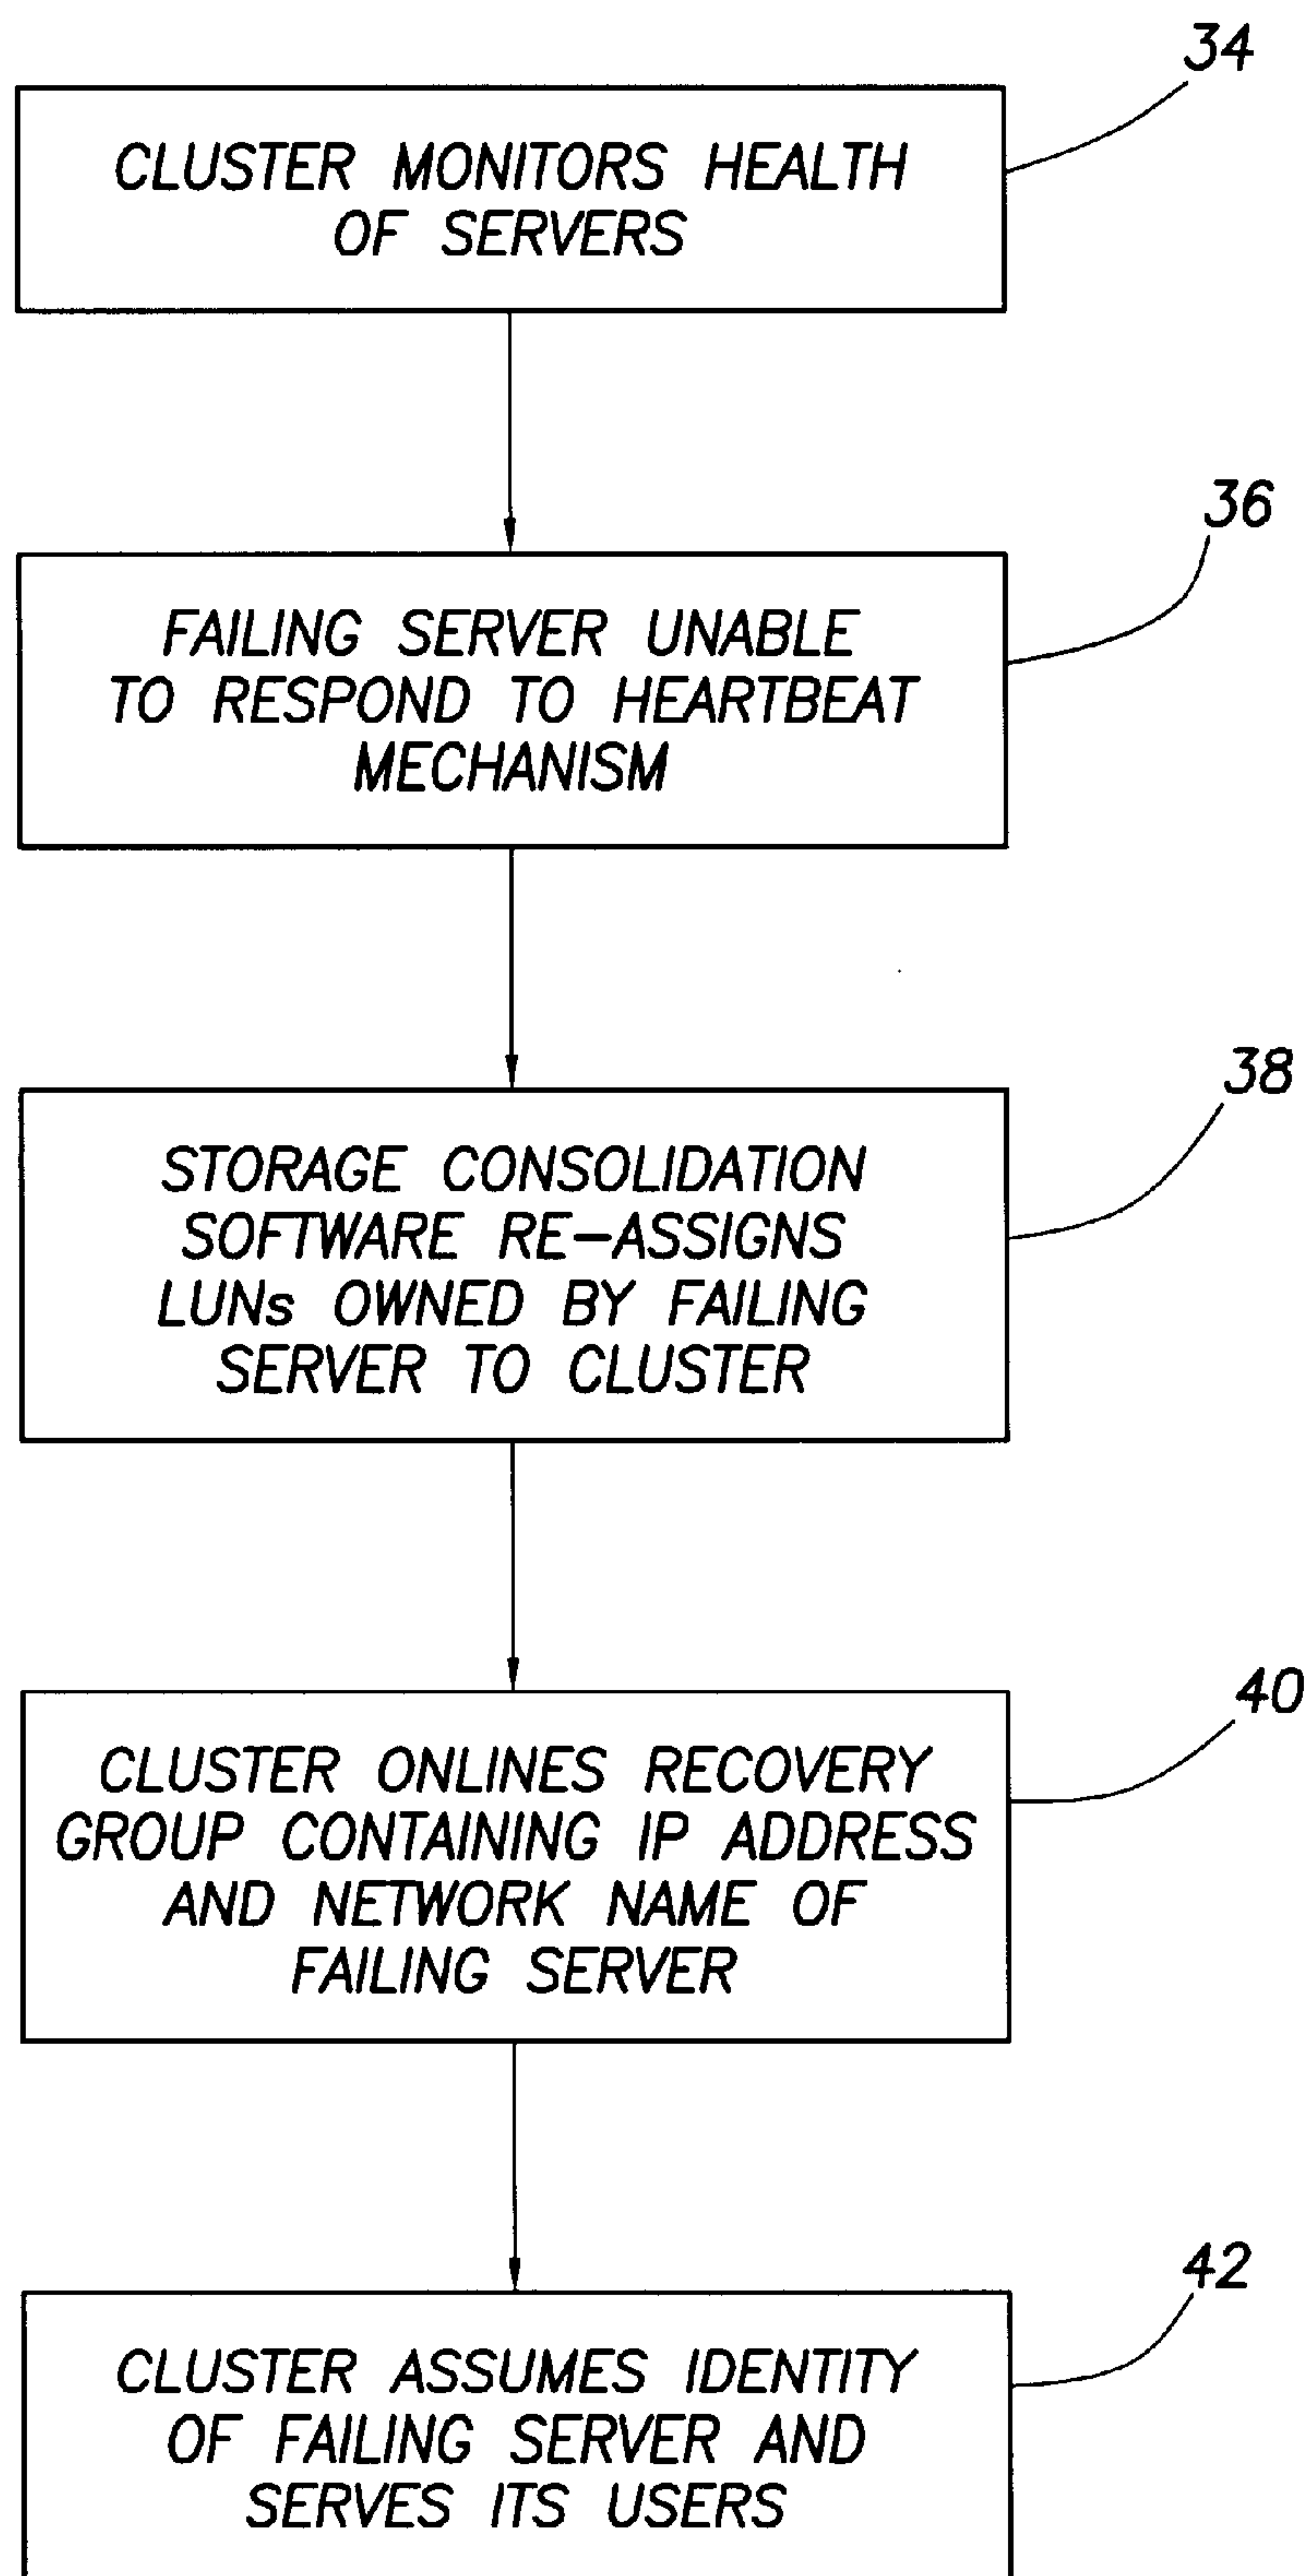 34
CLUSTER MONITORS HEALTH
OF SERVERS
36
FAILING SERVER UNABLE
TO RESPOND TO HEARTBEAT
MECHANISM
38
STORAGE CONSOLIDATION
SOFTWARE RE-ASSIGNS
LUNs OWNED BY FAILING
SERVER TO CLUSTER
40
CLUSTER ONLINES RECOVERY
GROUP CONTAINING IP ADDRESS
AND NETWORK NAME OF
FAILING SERVER
42
CLUSTER ASSUMES IDENTITY
OF FAILING SERVER AND
SERVES ITS USERS